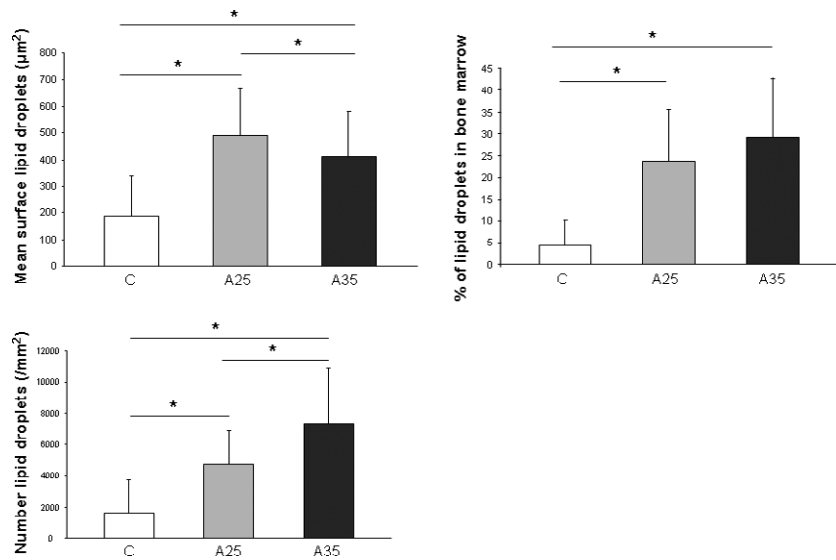 Mean surface lipid droplets (µm²)
*
*
*
800
700
600
500
400
300
200
100
0
C
A25
A35
% of lipid droplets in bone marrow
*
*
45
40
35
30
25
20
15
10
5
0
C
A25
A35
Number lipid droplets (/mm²)
*
*
*
12000
10000
8000
6000
4000
2000
0
C
A25
A35